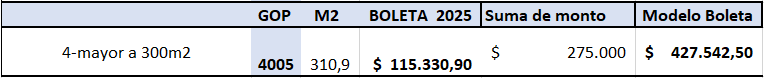 GOP M2 BOLETA 2025 Suma de monto Modelo Boleta
4-mayor a 300m2 4005 310,9 $ 115.330,90 $ 275.000 $ 427.542,50